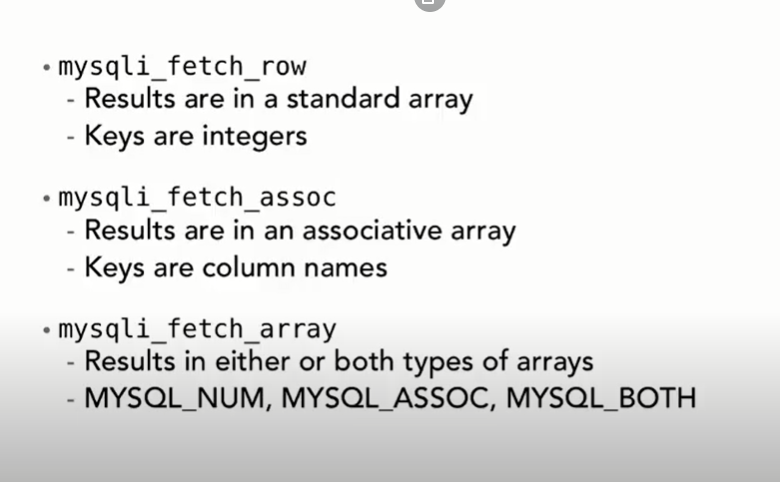 • mysqli_fetch_row
- Results are in a standard array
- Keys are integers
• mysqli_fetch_assoc
- Results are in an associative array
- Keys are column names
• mysqli_fetch_array
- Results in either or both types of arrays
- MYSQL_NUM, MYSQL_ASSOC, MYSQL_BOTH